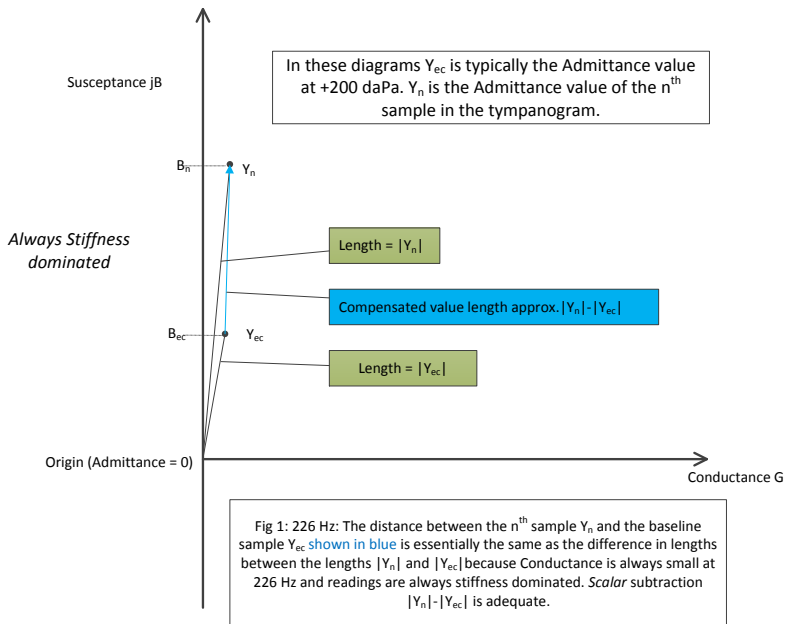 Susceptance jB
In these diagrams Yec is typically the Admittance value
at +200 daPa. Yn is the Admittance value of the nth
sample in the tympanogram.
Bn
Yn
Always Stiffness
dominated
Length = |Yn|
Compensated value length approx.|Yn|-|Yec|
Bec
Yec
Length = |Yec|
Origin (Admittance = 0)
Conductance G
Fig 1: 226 Hz: The distance between the nth sample Yn and the baseline
sample Yec shown in blue is essentially the same as the difference in lengths
between the lengths |Yn| and |Yec|because Conductance is always small at
226 Hz and readings are always stiffness dominated. Scalar subtraction
|Yn|-|Yec| is adequate.